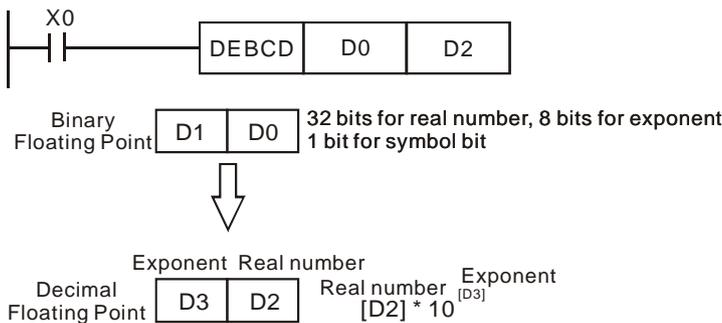 X0
DEBCD D0 D2
Binary
Floating Point
D1 D0
32 bits for real number, 8 bits for exponent
1 bit for symbol bit
Exponent Real number
Decimal
Floating Point
D3 D2
Real number Exponent
[D2] * 10 [D3]